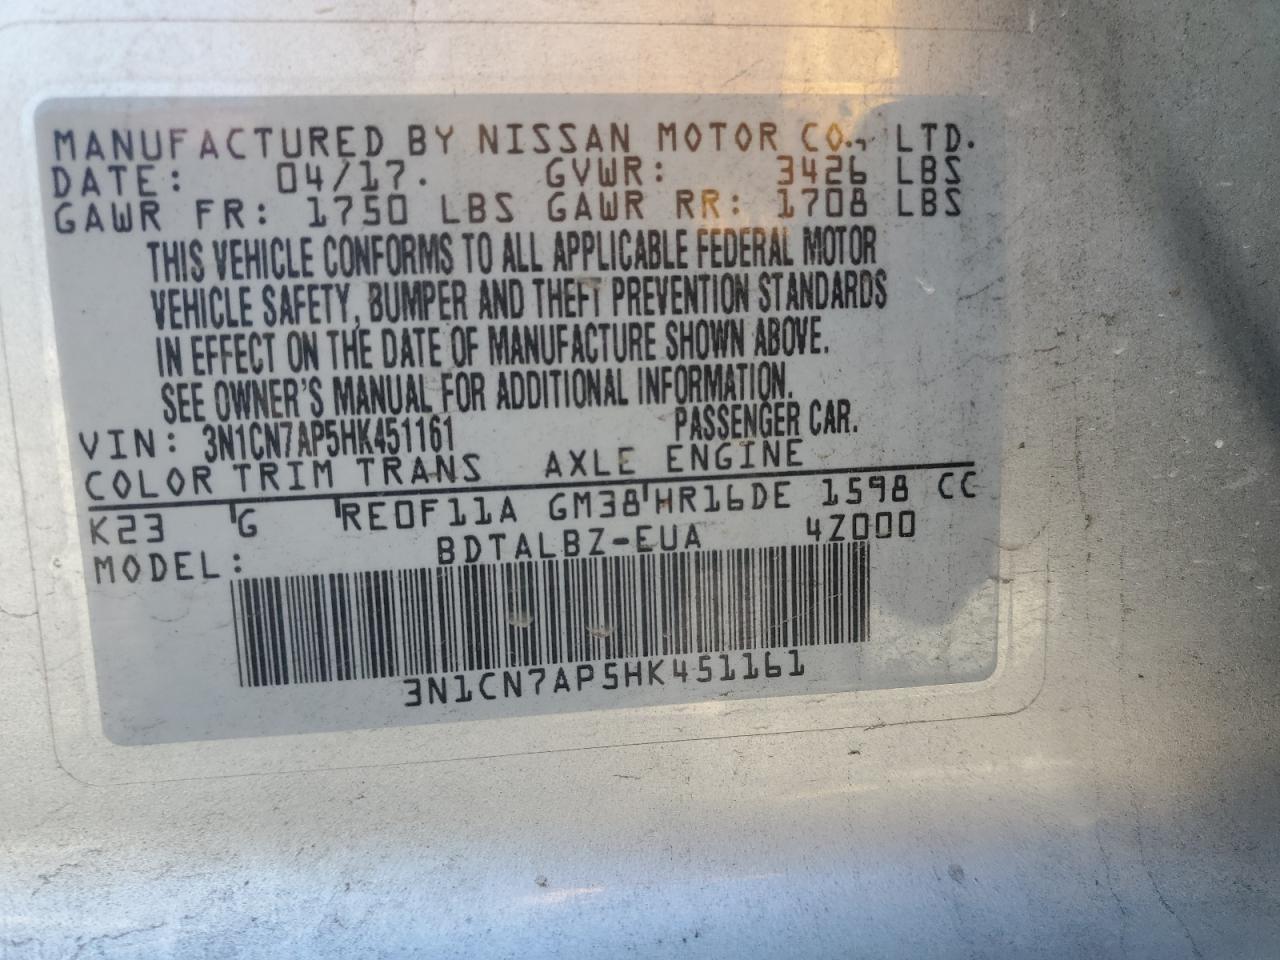 MANUFACTURED BY NISSAN MOTOR CO., LTD.
DATE: 04/17. GVWR: 3426 LBS
GAWR FR: 1750 LBS GAWR RR: 1708 LBS
THIS VEHICLE CONFORMS TO ALL APPLICABLE FEDERAL MOTOR
VEHICLE SAFETY, BUMPER AND THEFT PREVENTION STANDARDS
IN EFFECT ON THE DATE OF MANUFACTURE SHOWN ABOVE.
SEE OWNER'S MANUAL FOR ADDITIONAL INFORMATION.
VIN: 3N1CN7AP5HK451161 PASSENGER CAR.
COLOR TRIM TRANS AXLE ENGINE
K23 G RE0F11A GM38 HR16DE 1598 CC
MODEL: BDTALBZ-EUA 4Z000
3N1CN7AP5HK451161